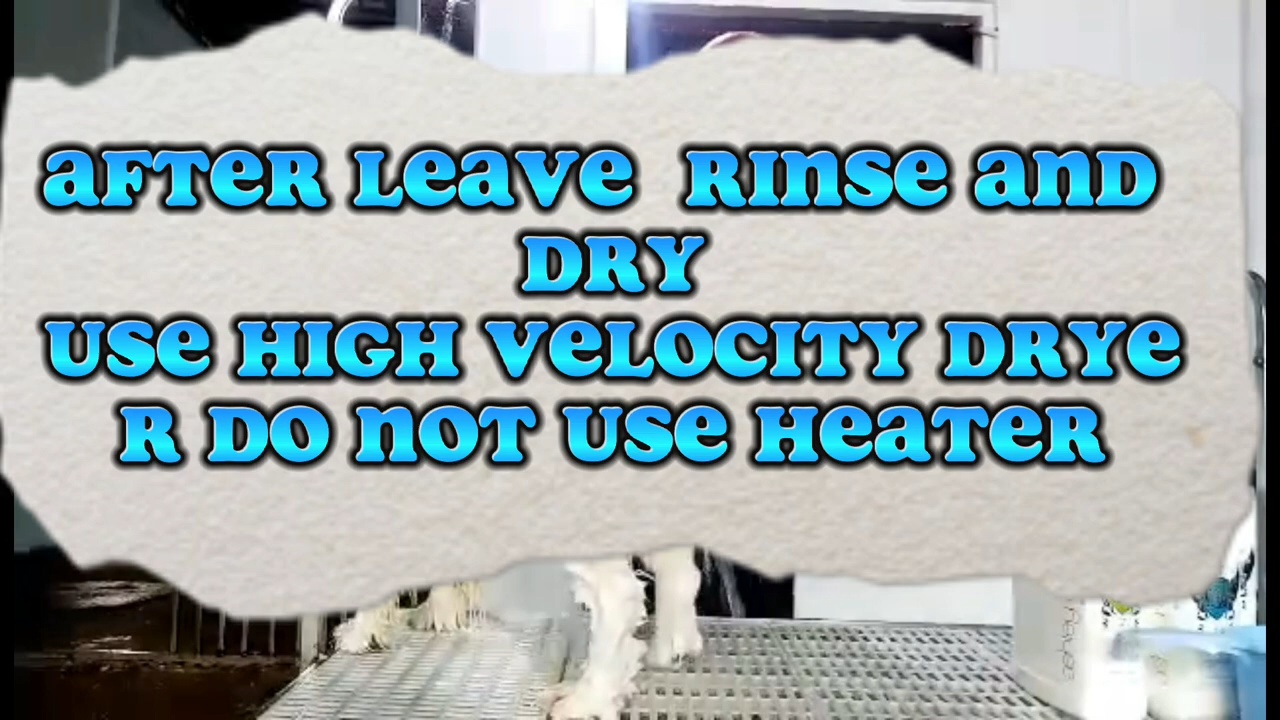 AFTER LEAVE RINSE AND
DRY
USE HIGH VELOCITY DRYE
R DO NOT USE HEATER